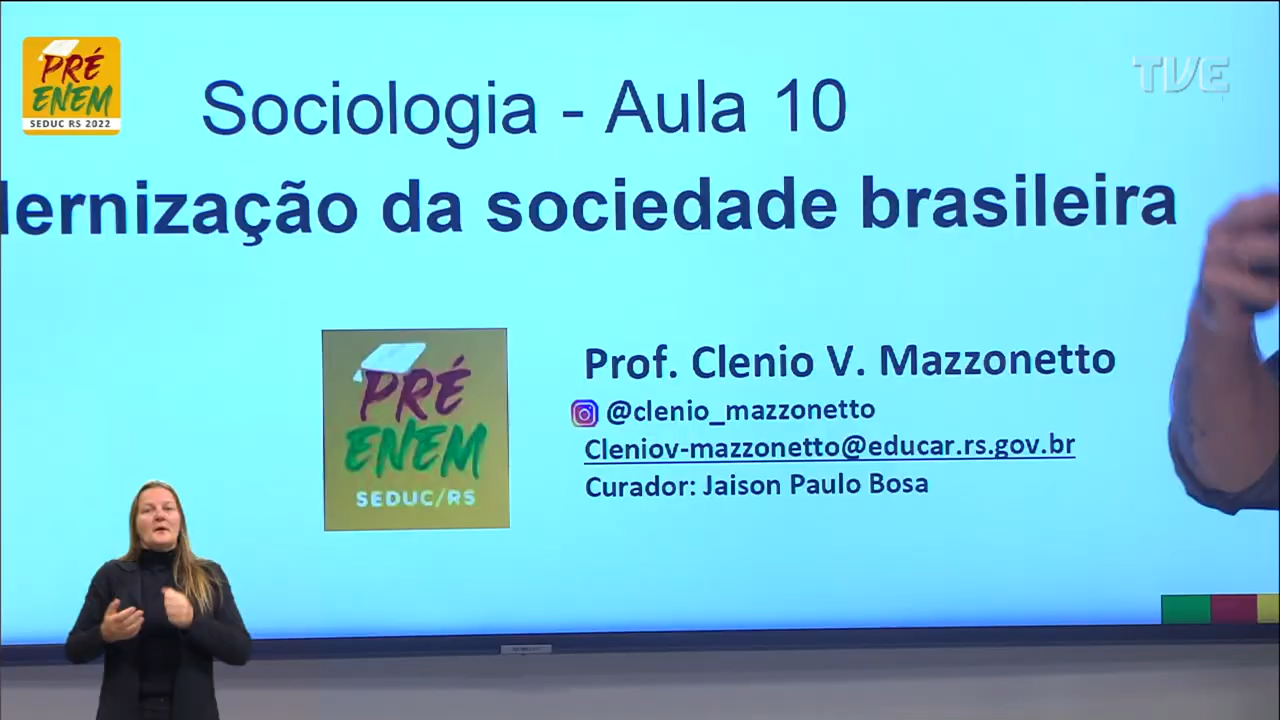 PRÉ
ENEM
SEDUC RS 2022
TVE
Sociologia - Aula 10
dernização da sociedade brasileira
PRÉ
ENEM
SEDUC/RS
Prof. Clenio V. Mazzonetto
@clenio_mazzonetto
Cleniov-mazzonetto@educar.rs.gov.br
Curador: Jaison Paulo Bosa